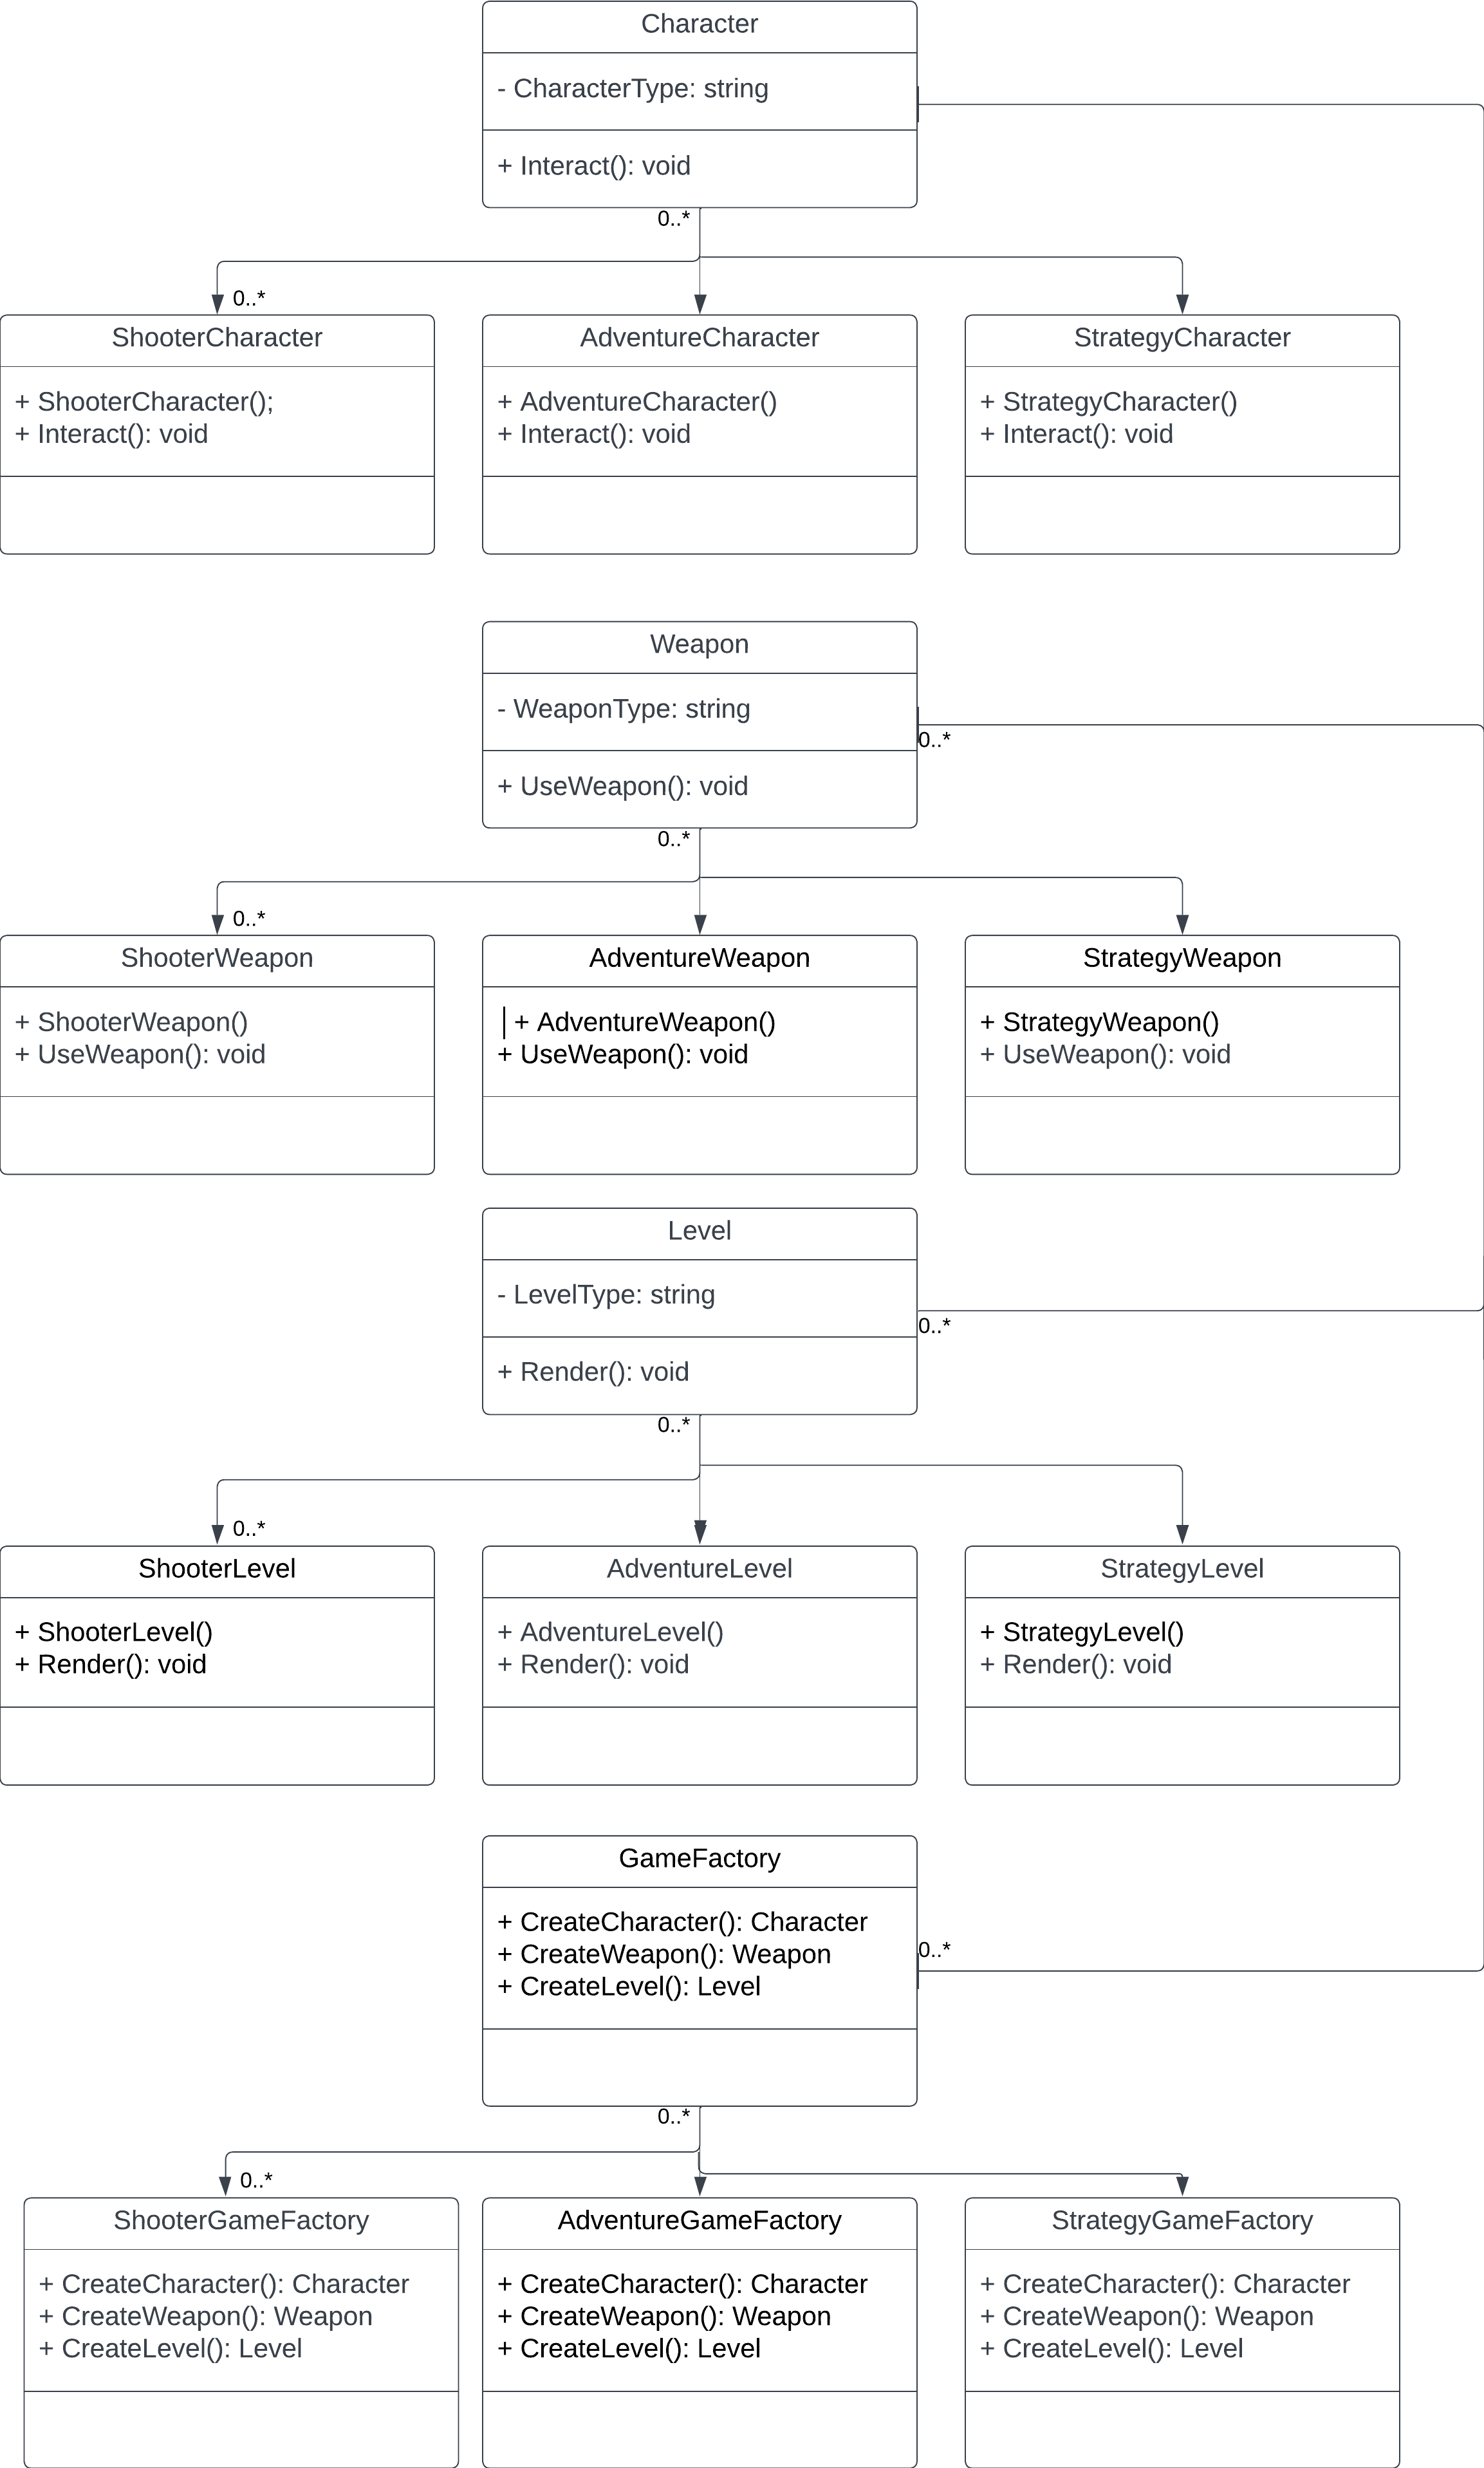 Character
- CharacterType: string
+ Interact(): void
0..*
0..*
ShooterCharacter
+ ShooterCharacter();
+ Interact(): void
AdventureCharacter
+ AdventureCharacter()
+ Interact(): void
StrategyCharacter
+ StrategyCharacter()
+ Interact(): void
Weapon
- WeaponType: string
0..*
+ UseWeapon(): void
0..*
0..*
ShooterWeapon
+ ShooterWeapon()
+ UseWeapon(): void
AdventureWeapon
| + AdventureWeapon()
+ UseWeapon(): void
StrategyWeapon
+ StrategyWeapon()
+ UseWeapon(): void
Level
- LevelType: string
0..*
+ Render(): void
0..*
0..*
ShooterLevel
+ ShooterLevel()
+ Render(): void
AdventureLevel
+ AdventureLevel()
+ Render(): void
StrategyLevel
+ StrategyLevel()
+ Render(): void
GameFactory
+ CreateCharacter(): Character
+ CreateWeapon(): Weapon
+ CreateLevel(): Level
0..*
0..*
0..*
ShooterGameFactory
+ CreateCharacter(): Character
+ CreateWeapon(): Weapon
+ CreateLevel(): Level
AdventureGameFactory
+ CreateCharacter(): Character
+ CreateWeapon(): Weapon
+ CreateLevel(): Level
StrategyGameFactory
+ CreateCharacter(): Character
+ CreateWeapon(): Weapon
+ CreateLevel(): Level